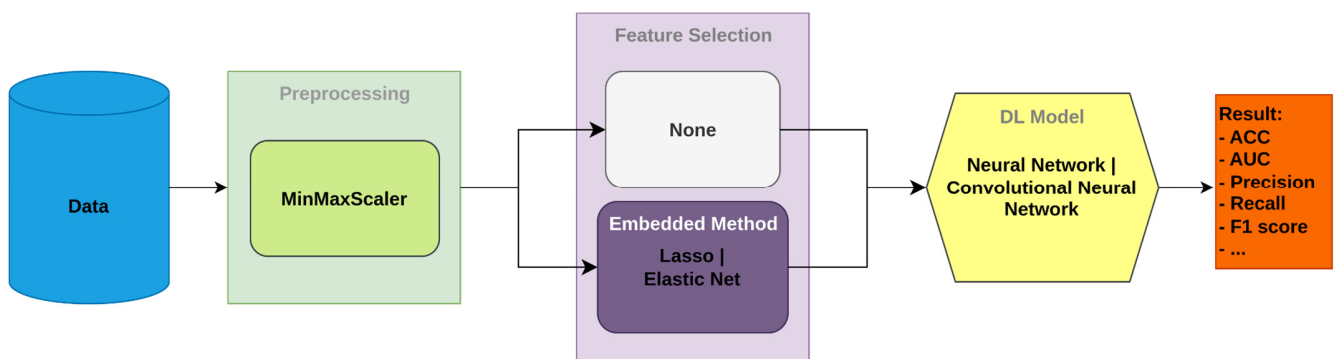 Data
Preprocessing
MinMaxScaler
Feature Selection
None
Embedded Method
Lasso |
Elastic Net
DL Model
Neural Network |
Convolutional Neural
Network
Result:
- ACC
- AUC
- Precision
- Recall
- F1 score
- ...